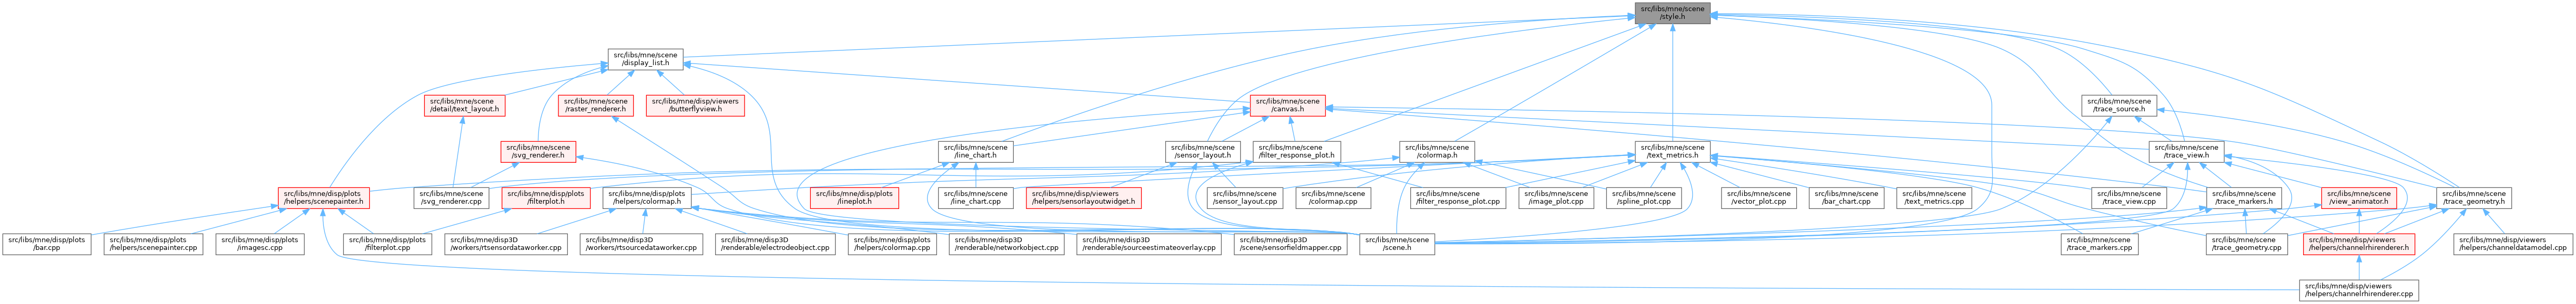 src/libs/mne/scene
/style.h
src/libs/mne/scene
/display_list.h
src/libs/mne/scene
/detail/text_layout.h
src/libs/mne/scene
/raster_renderer.h
src/libs/mne/disp/viewers
/butterflyview.h
src/libs/mne/scene
/canvas.h
src/libs/mne/scene
/trace_source.h
src/libs/mne/scene
/svg_renderer.h
src/libs/mne/scene
/line_chart.h
src/libs/mne/scene
/sensor_layout.h
src/libs/mne/scene
/filter_response_plot.h
src/libs/mne/scene
/colormap.h
src/libs/mne/scene
/text_metrics.h
src/libs/mne/scene
/trace_view.h
src/libs/mne/disp/plots
/helpers/scenepainter.h
src/libs/mne/scene
/svg_renderer.cpp
src/libs/mne/disp/plots
/filterplot.h
src/libs/mne/disp/plots
/helpers/colormap.h
src/libs/mne/disp/plots
/lineplot.h
src/libs/mne/scene
/line_chart.cpp
src/libs/mne/disp/viewers
/helpers/sensorlayoutwidget.h
src/libs/mne/scene
/sensor_layout.cpp
src/libs/mne/scene
/colormap.cpp
src/libs/mne/scene
/filter_response_plot.cpp
src/libs/mne/scene
/image_plot.cpp
src/libs/mne/scene
/spline_plot.cpp
src/libs/mne/scene
/vector_plot.cpp
src/libs/mne/scene
/bar_chart.cpp
src/libs/mne/scene
/text_metrics.cpp
src/libs/mne/scene
/trace_view.cpp
src/libs/mne/scene
/trace_markers.h
src/libs/mne/scene
/view_animator.h
src/libs/mne/scene
/trace_geometry.h
src/libs/mne/disp/plots
/bar.cpp
src/libs/mne/disp/plots
/helpers/scenepainter.cpp
src/libs/mne/disp/plots
/imagesc.cpp
src/libs/mne/disp/plots
/filterplot.cpp
src/libs/mne/disp3D
/workers/rtsensordataworker.cpp
src/libs/mne/disp3D
/workers/rtsourcedataworker.cpp
src/libs/mne/disp3D
/renderable/electrodeobject.cpp
src/libs/mne/disp/plots
/helpers/colormap.cpp
src/libs/mne/disp3D
/renderable/networkobject.cpp
src/libs/mne/disp3D
/renderable/sourceestimateoverlay.cpp
src/libs/mne/disp3D
/scene/sensorfieldmapper.cpp
src/libs/mne/scene
/scene.h
src/libs/mne/scene
/trace_markers.cpp
src/libs/mne/scene
/trace_geometry.cpp
src/libs/mne/disp/viewers
/helpers/channelrhirenderer.h
src/libs/mne/disp/viewers
/helpers/channeldatamodel.cpp
src/libs/mne/disp/viewers
/helpers/channelrhirenderer.cpp